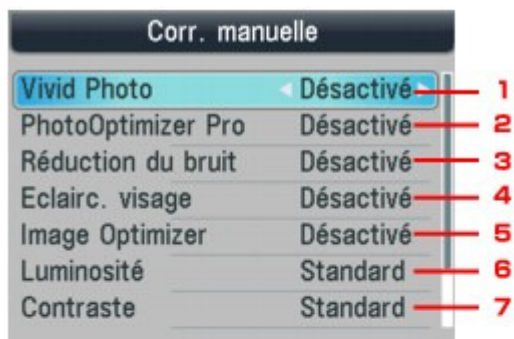 Corr. manuelle
Vivid Photo Désactivé 1
PhotoOptimizer Pro Désactivé 2
Réduction du bruit Désactivé 3
Eclairc. visage Désactivé 4
Image Optimizer Désactivé 5
Luminosité Standard 6
Contraste Standard 7